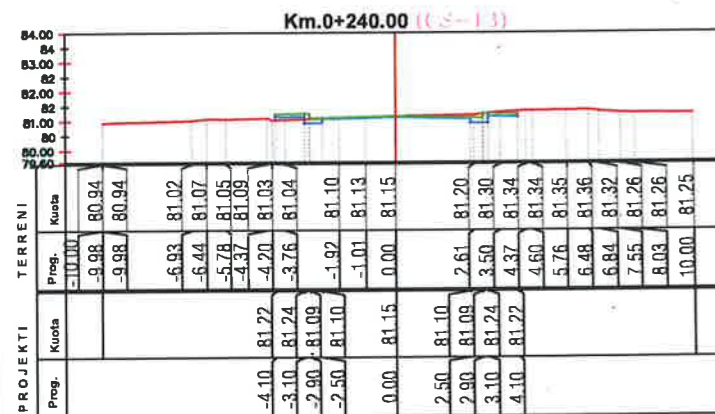 Km.0+240.00 (CS-13)
84.00
84
83.00
82
82.00
82
81.00
80
80.00
79.60
TERRENI
Kuota
80.94 80.94 81.02 81.07 81.05 81.09 81.03 81.04 81.10 81.13 81.15 81.20 81.30 81.34 81.34 81.35 81.36 81.32 81.26 81.26 81.25
Prog.
-10.00 -9.98 -9.98 -6.93 -6.44 -5.78 -4.37 -4.20 -3.76 -1.92 -1.01 0.00 2.61 3.50 4.37 4.60 5.76 6.48 6.84 7.55 8.03 10.00
PROJEKTI
Kuota
81.22 81.24 81.09 81.10 81.15 81.10 81.09 81.24 81.22
Prog.
-4.10 -3.10 -2.90 -2.50 0.00 2.50 2.90 3.10 4.10